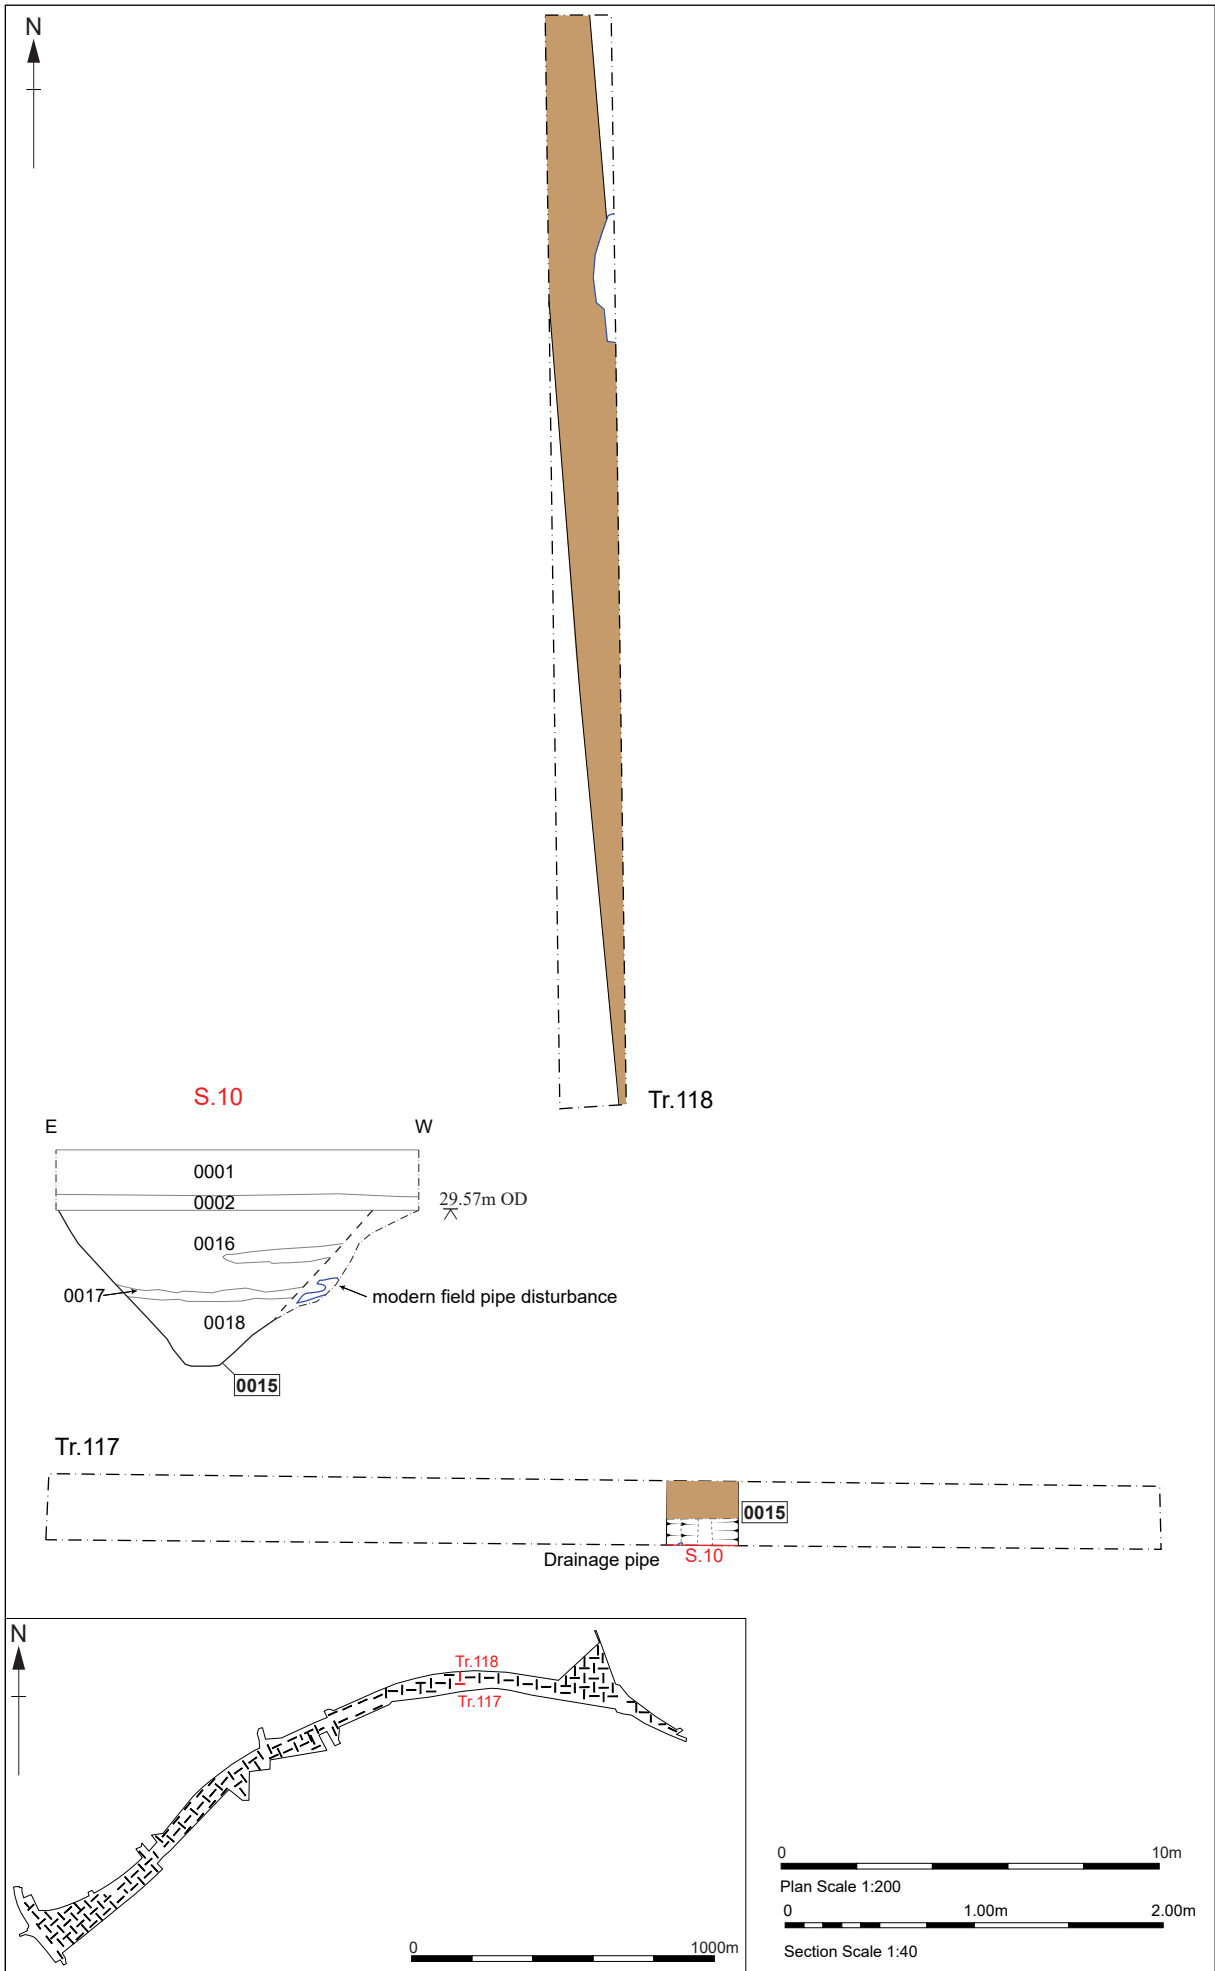 N
Tr.118
S.10
E
W
0001
0002
29.57m OD
0016
0017
modern field pipe disturbance
0018
0015
Tr.117
0015
Drainage pipe
S.10
N
Tr.118
Tr.117
0
1000m
0
10m
Plan Scale 1:200
0
1.00m
2.00m
Section Scale 1:40